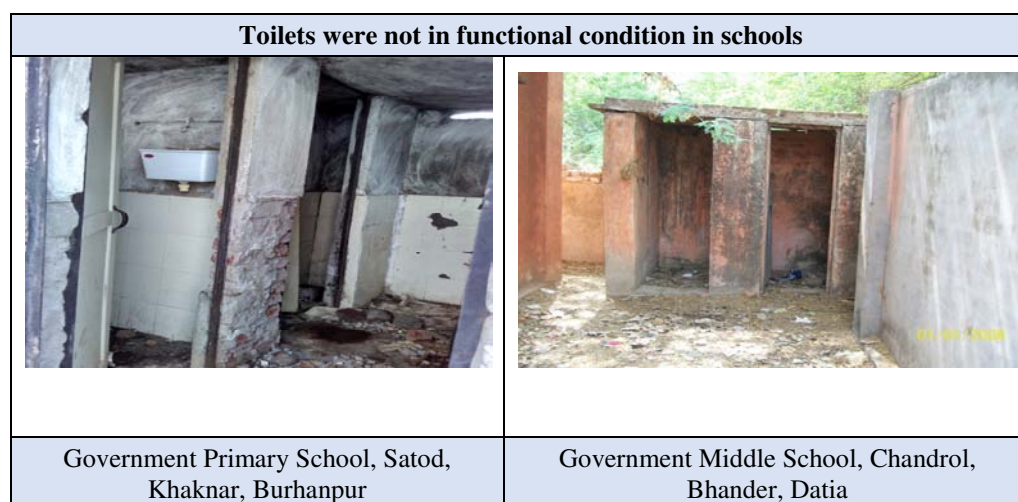 Toilets were not in functional condition in schools
Government Primary School, Satod,
Khaknar, Burhanpur
Government Middle School, Chandrol,
Bhander, Datia